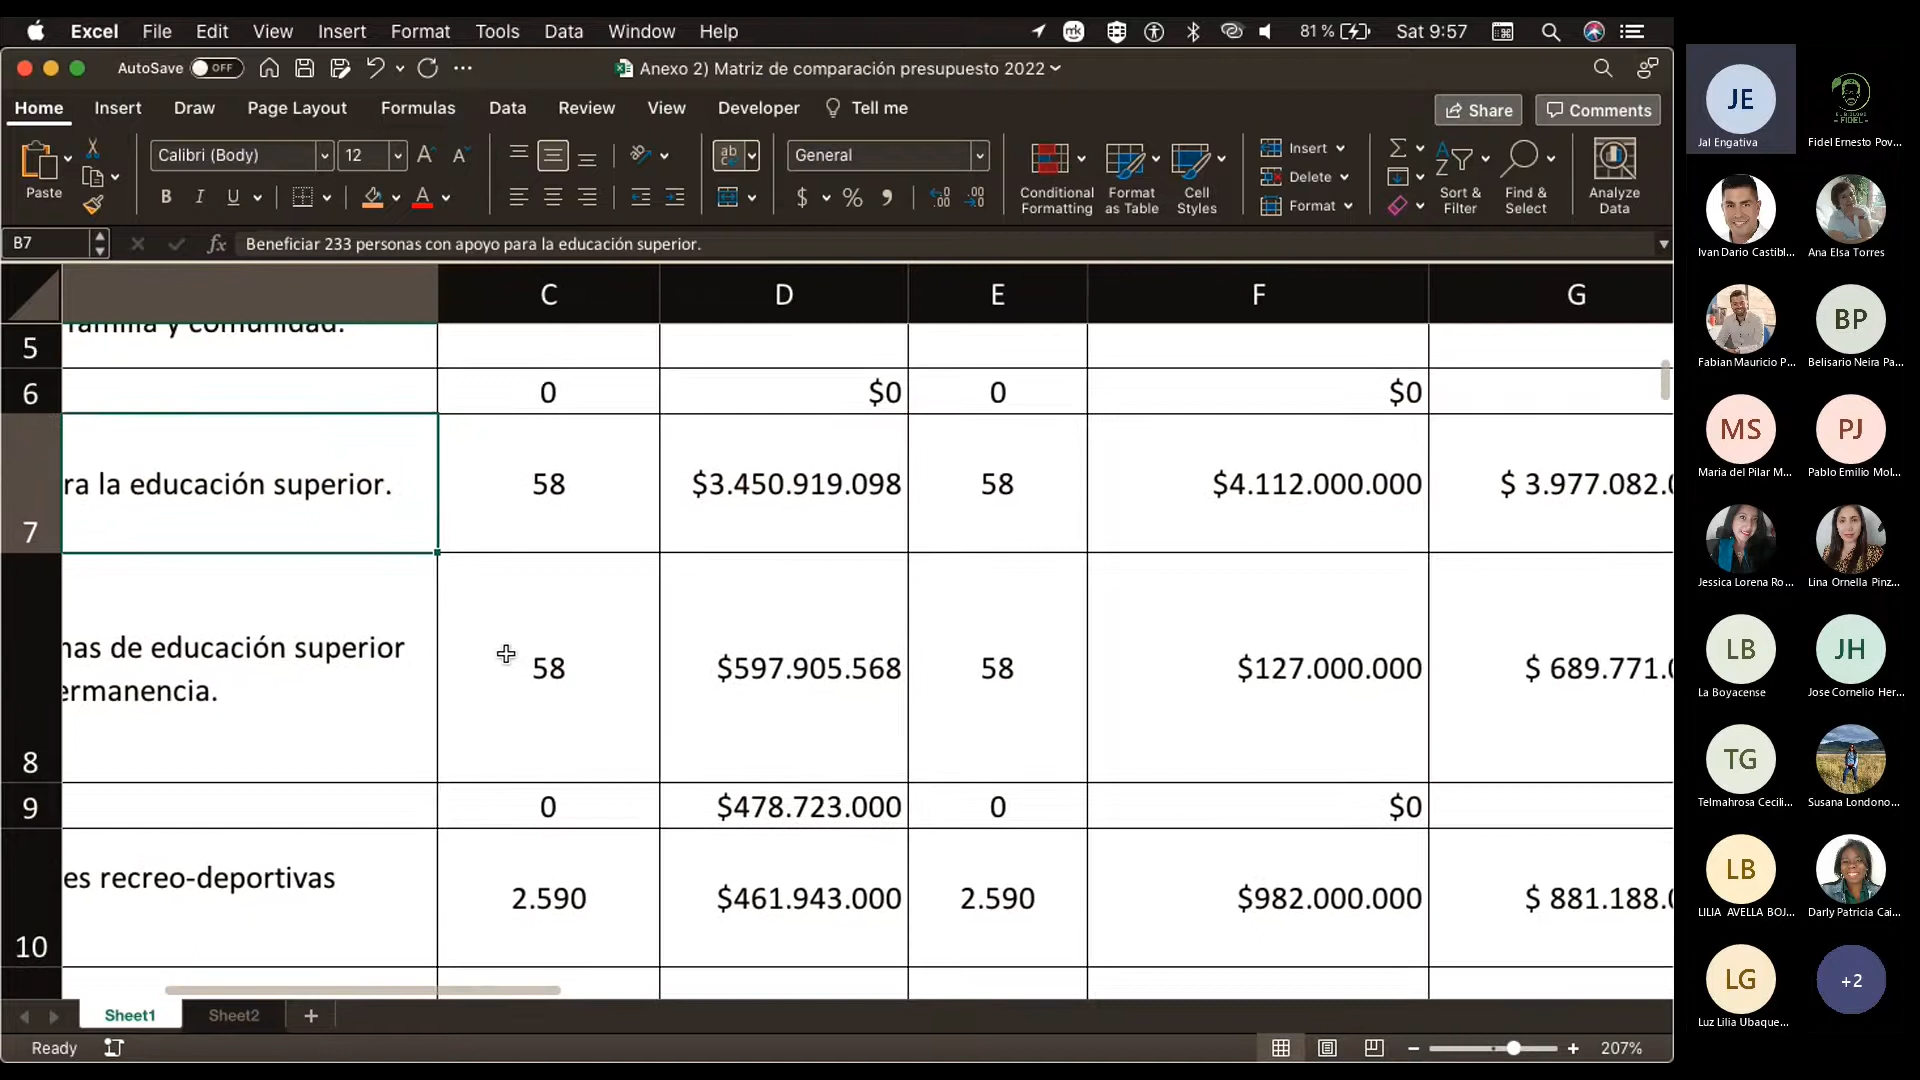 Excel File Edit View Insert Format Tools Data Window Help 81 % Sat 9:57
AutoSave OFF Anexo 2) Matriz de comparación presupuesto 2022
Home Insert Draw Page Layout Formulas Data Review View Developer Tell me Share Comments
Paste Calibri (Body) 12 General Conditional Formatting Format as Table Cell Styles Insert Delete Format Sort & Filter Find & Select Analyze Data
B7 fx Beneficiar 233 personas con apoyo para la educación superior.
C D E F G
5 familia y comunidad.
6 0 $0 0 $0
7 ra la educación superior. 58 $3.450.919.098 58 $4.112.000.000 $ 3.977.082.0
8 nas de educación superior
ermanencia. 58 $597.905.568 58 $127.000.000 $ 689.771.0
9 0 $478.723.000 0 $0
10 es recreo-deportivas 2.590 $461.943.000 2.590 $982.000.000 $ 881.188.0
Sheet1 Sheet2 +
Ready 207%
JE
Jal Engativa Fidel Ernesto Pov...
Ivan Dario Castibl... Ana Elsa Torres
BP
Fabian Mauricio P... Belisario Neira Pa...
MS PJ
Maria del Pilar M... Pablo Emilio Mol...
Jessica Lorena Ro... Lina Ornella Pinz...
LB JH
La Boyacense Jose Cornelio Her...
TG
Telmahrosa Cecili... Susana Londono...
LB
LILIA AVELLA BOJ... Darly Patricia Cai...
LG +2
Luz Lilia Ubaque...